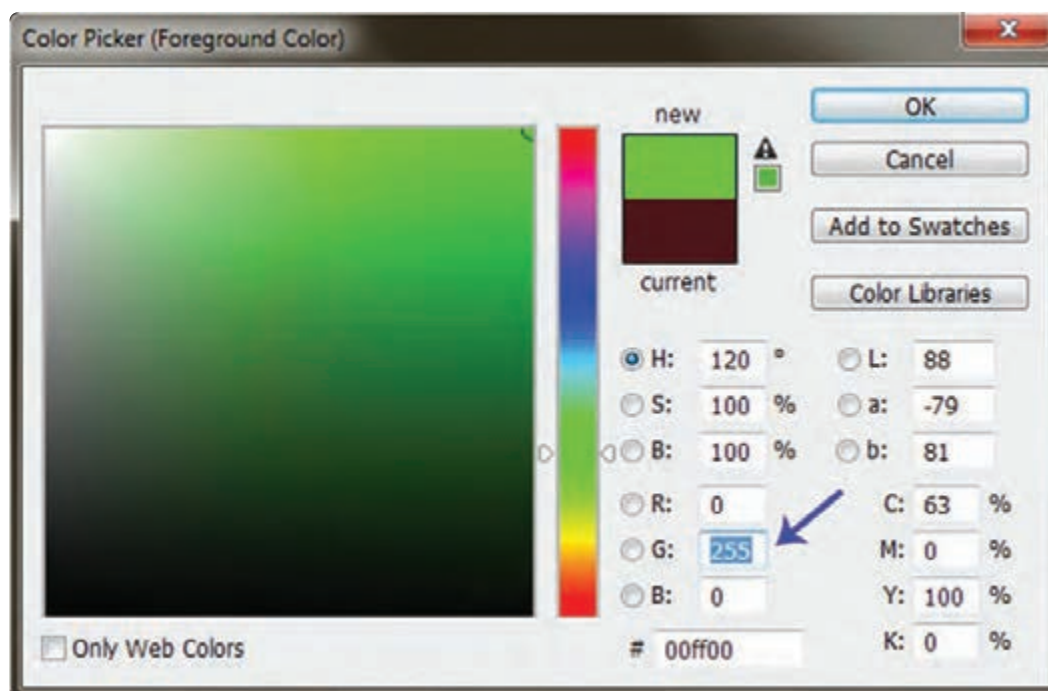 Color Picker (Foreground Color)
new
current
OK
Cancel
Add to Swatches
Color Libraries
H: 120 °
S: 100 %
B: 100 %
R: 0
G: 255
B: 0
# 00ff00
L: 88
a: -79
b: 81
C: 63 %
M: 0 %
Y: 100 %
K: 0 %
Only Web Colors